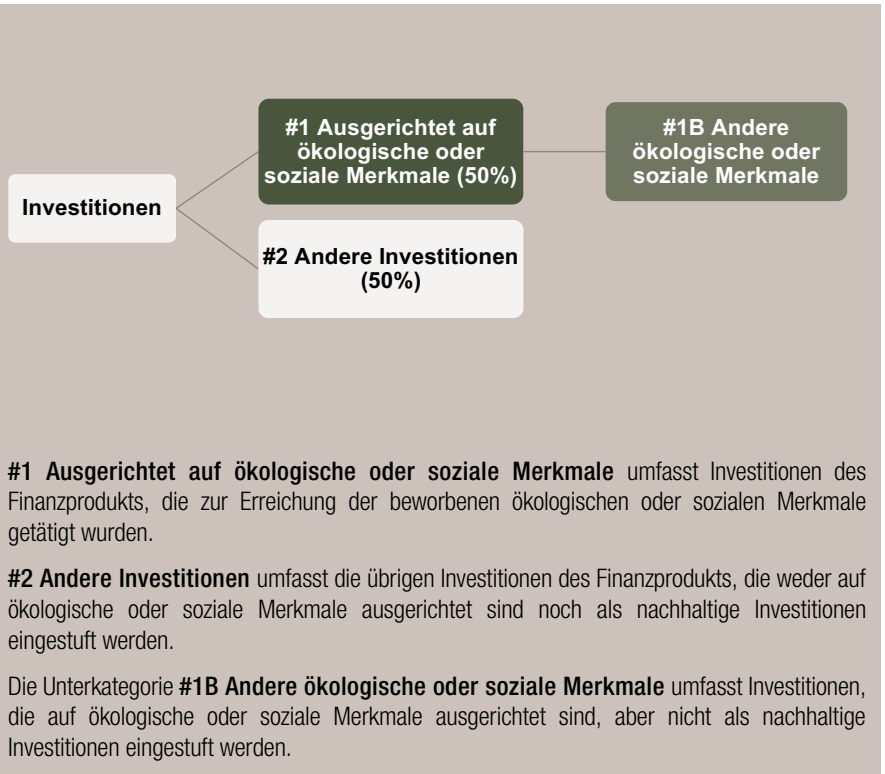 #1 Ausgerichtet auf
ökologische oder
soziale Merkmale (50%)
#1B Andere
ökologische oder
soziale Merkmale
Investitionen
#2 Andere Investitionen
(50%)
#1 Ausgerichtet auf ökologische oder soziale Merkmale umfasst Investitionen des
Finanzprodukts, die zur Erreichung der beworbenen ökologischen oder sozialen Merkmale
getätigt wurden.
#2 Andere Investitionen umfasst die übrigen Investitionen des Finanzprodukts, die weder auf
ökologische oder soziale Merkmale ausgerichtet sind noch als nachhaltige Investitionen
eingestuft werden.
Die Unterkategorie #1B Andere ökologische oder soziale Merkmale umfasst Investitionen,
die auf ökologische oder soziale Merkmale ausgerichtet sind, aber nicht als nachhaltige
Investitionen eingestuft werden.